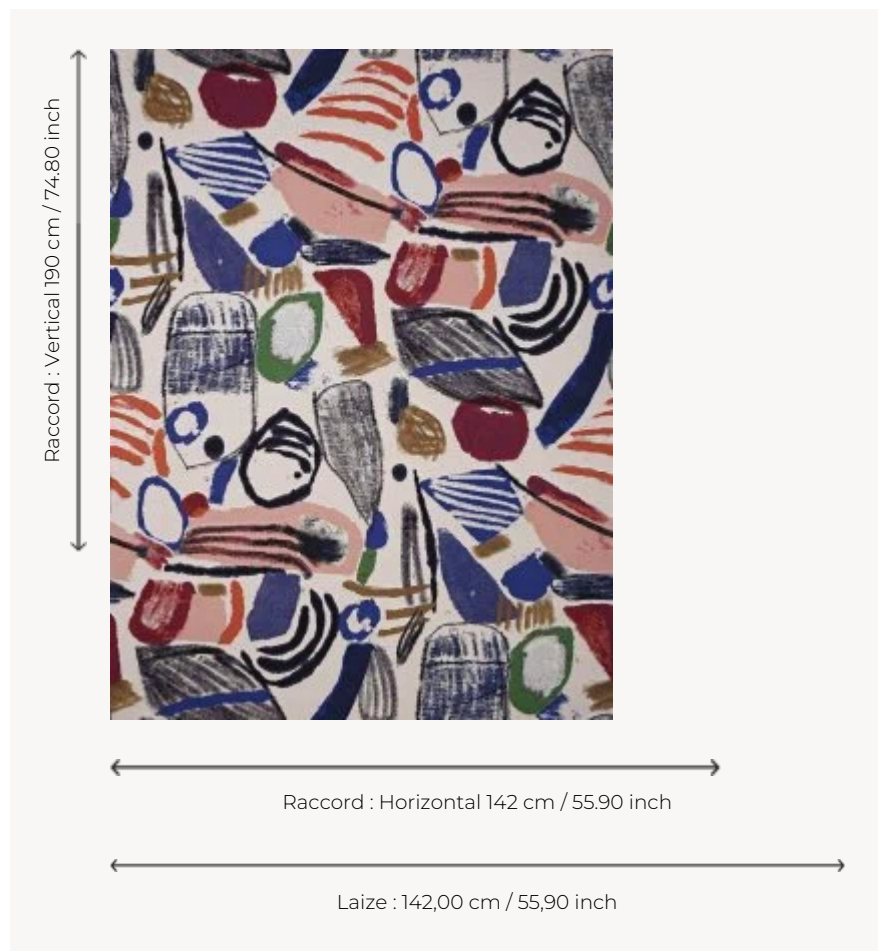 Raccord : Vertical 190 cm / 74.80 inch
Raccord : Horizontal 142 cm / 55.90 inch
Laize : 142,00 cm / 55,90 inch